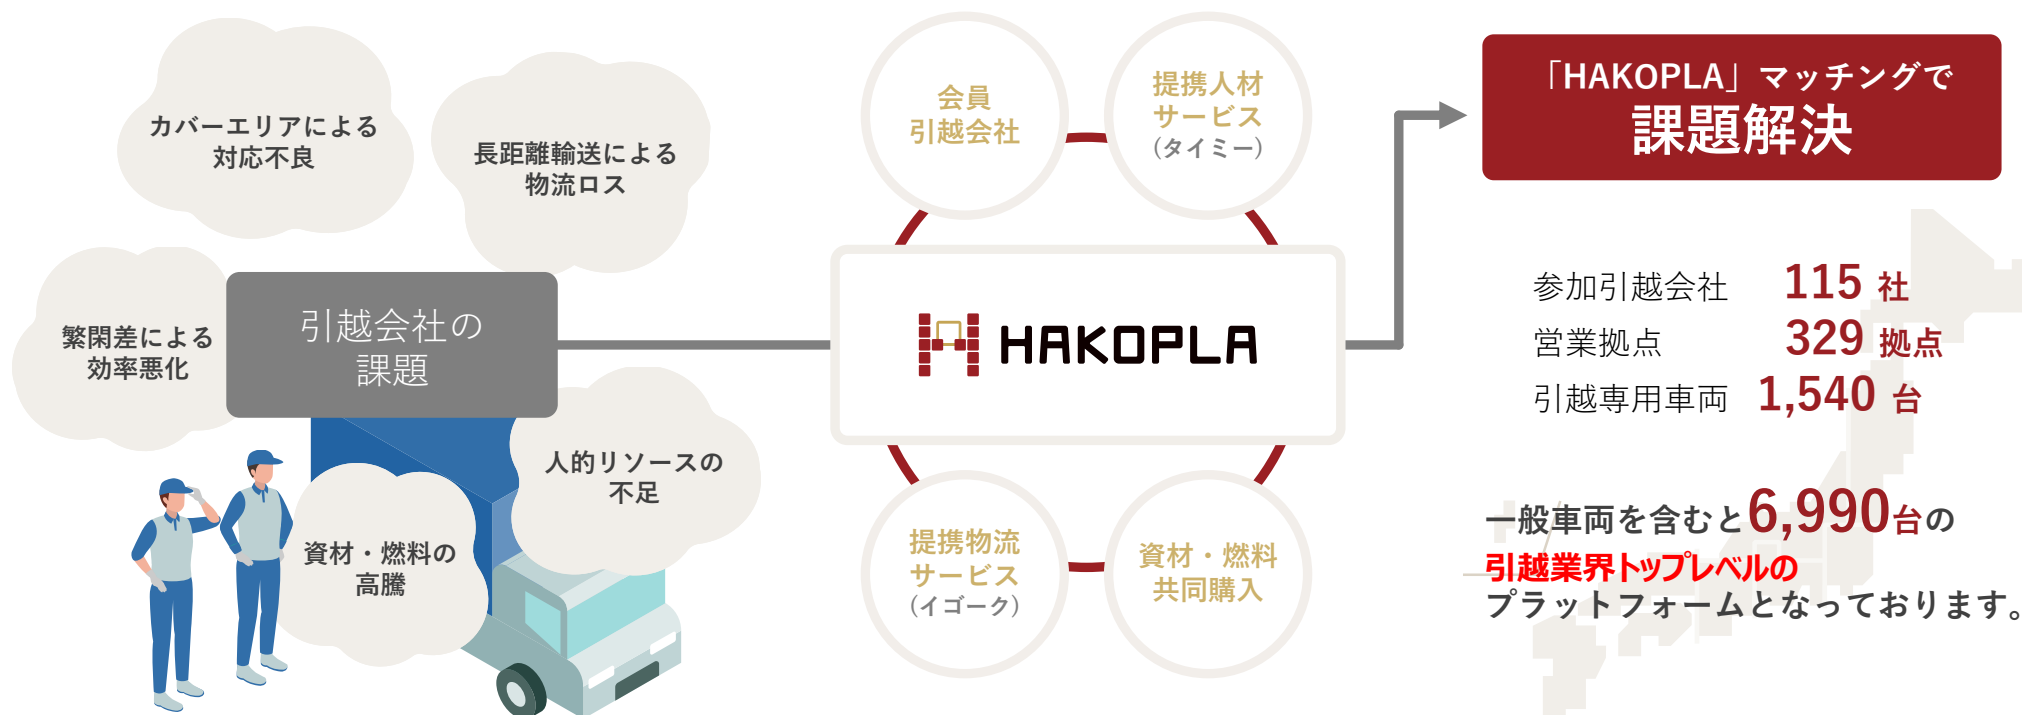 カバーエリアによる
対応不良
長距離輸送による
物流ロス
繁閑差による
効率悪化
引越会社の
課題
人的リソースの
不足
資材・燃料の
高騰
会員
引越会社
提携人材
サービス
(タイミー)
HAKOPLA
提携物流
サービス
(イゴーク)
資材・燃料
共同購入
「HAKOPLA」マッチングで
課題解決
参加引越会社 115 社
営業拠点 329 拠点
引越専用車両 1,540 台
一般車両を含むと6,990台の
引越業界トップレベルの
プラットフォームとなっております。